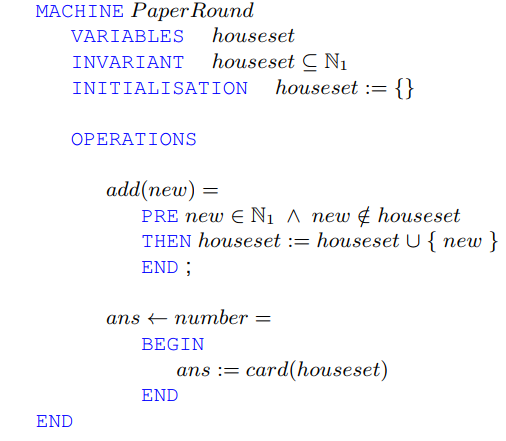 MACHINE PaperRound
VARIABLES houseset
INVARIANT houseset ⊆ ℕ₁
INITIALISATION houseset := {}
OPERATIONS
add(new) =
PRE new ∈ ℕ₁ ∧ new ∉ houseset
THEN houseset := houseset ∪ { new }
END ;
ans ← number =
BEGIN
ans := card(houseset)
END
END